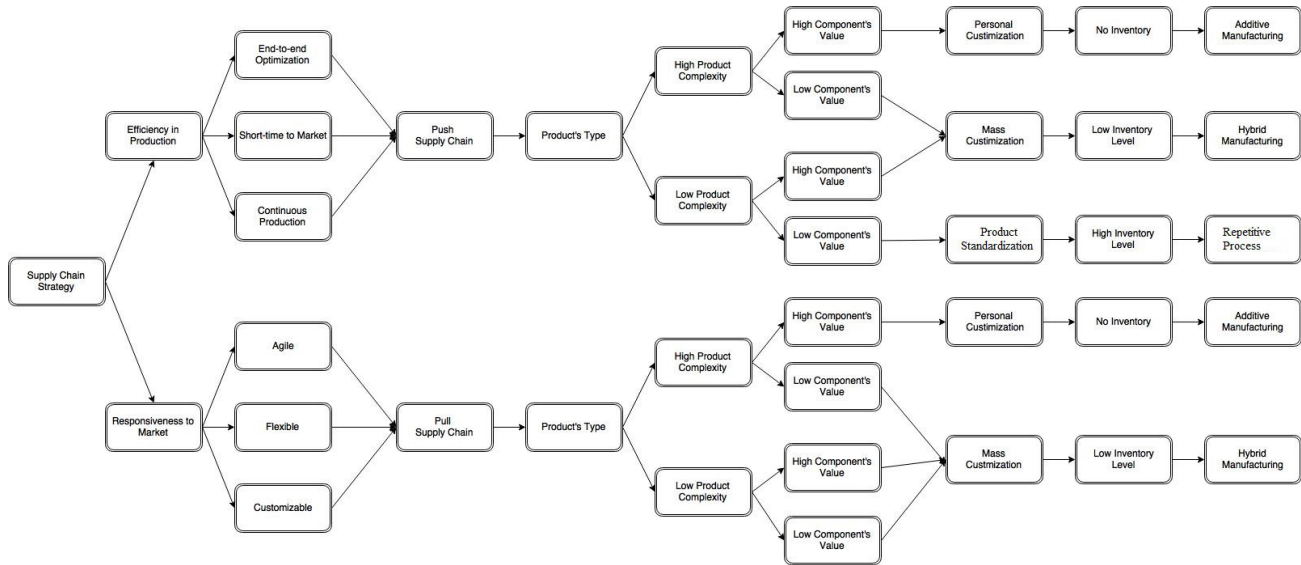 End-to-end
Optimization
Efficiency in
Production
Short-time to Market
Continuous
Production
Push
Supply Chain
Product's Type
High Product
Complexity
Low Product
Complexity
High Component's
Value
Low Component's
Value
High Component's
Value
Low Component's
Value
Personal
Custimization
No Inventory
Additive
Manufacturing
Mass
Custimization
Low Inventory
Level
Hybrid
Manufacturing
Product
Standardization
High Inventory
Level
Repetitive
Process
Supply Chain
Strategy
Agile
Responsiveness to
Market
Flexible
Customizable
Pull
Supply Chain
Product's Type
High Product
Complexity
Low Product
Complexity
High Component's
Value
Low Component's
Value
High Component's
Value
Low Component's
Value
Personal
Custimization
No Inventory
Additive
Manufacturing
Mass
Custmization
Low Inventory
Level
Hybrid
Manufacturing